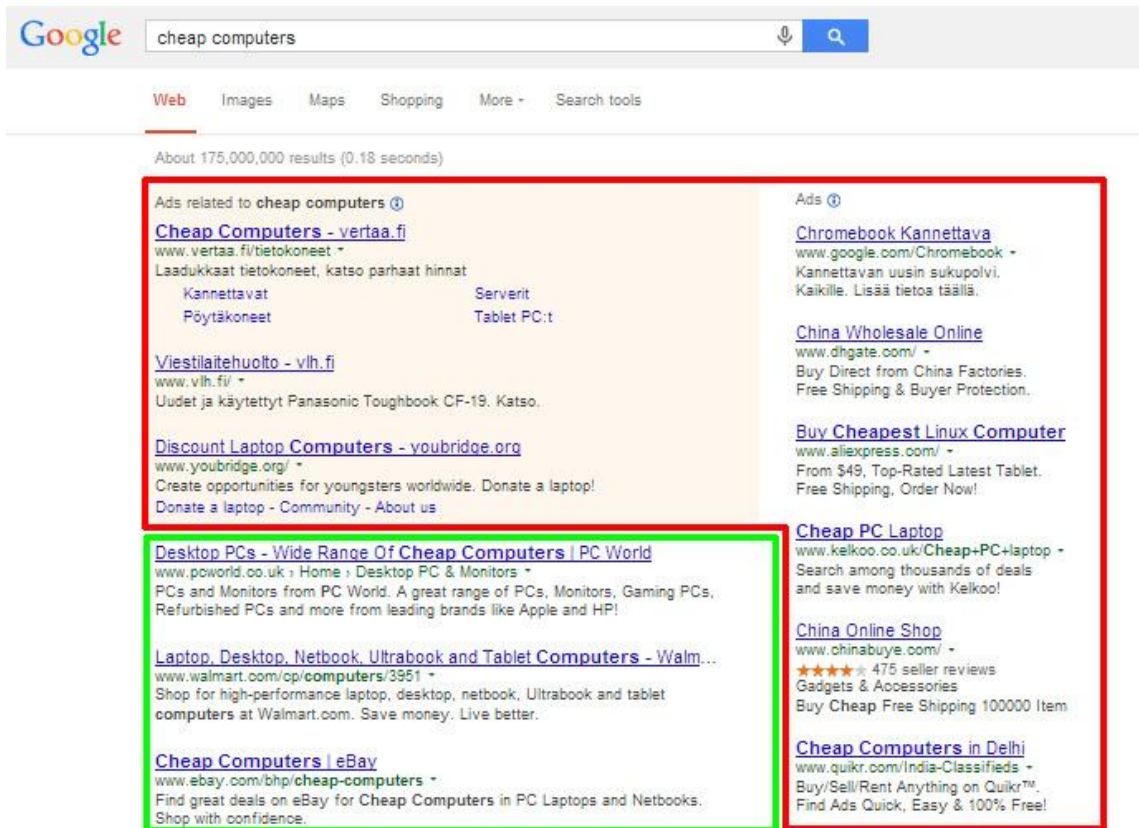 Google
cheap computers
Web Images Maps Shopping More Search tools
About 175,000,000 results (0.18 seconds)
Ads related to cheap computers
Cheap Computers - vertaa.fi
www.vertaa.fi/tietokoneet
Laadukkaat tietokoneet, katso parhaat hinnat
Kannettavat Serverit
Pöytäkoneet Tablet PC:t
Viestilaitehuolto - vlh.fi
www.vlh.fi/
Uudet ja käytettyt Panasonic Toughbook CF-19. Katso.
Discount Laptop Computers - youbridge.org
www.youbridge.org/
Create opportunities for youngsters worldwide. Donate a laptop!
Donate a laptop - Community - About us
Desktop PCs - Wide Range Of Cheap Computers | PC World
www.pcworld.co.uk › Home › Desktop PC & Monitors
PCs and Monitors from PC World. A great range of PCs, Monitors, Gaming PCs,
Refurbished PCs and more from leading brands like Apple and HP!
Laptop, Desktop, Netbook, Ultrabook and Tablet Computers - Walm...
www.walmart.com/cp/computers/3951
Shop for high-performance laptop, desktop, netbook, Ultrabook and tablet
computers at Walmart.com. Save money. Live better.
Cheap Computers | eBay
www.ebay.com/bhp/cheap-computers
Find great deals on eBay for Cheap Computers in PC Laptops and Netbooks.
Shop with confidence.
Ads
Chromebook Kannettava
www.google.com/Chromebook
Kannettavan uusin sukupolvi.
Kaikille. Lisää tietoa täällä.
China Wholesale Online
www.dhgate.com/
Buy Direct from China Factories.
Free Shipping & Buyer Protection.
Buy Cheapest Linux Computer
www.aliexpress.com/
From $49, Top-Rated Latest Tablet.
Free Shipping, Order Now!
Cheap PC Laptop
www.kelkoo.co.uk/Cheap+PC+laptop
Search among thousands of deals
and save money with Kelkoo!
China Online Shop
www.chinabuye.com/
475 seller reviews
Gadgets & Accessories
Buy Cheap Free Shipping 100000 Item
Cheap Computers in Delhi
www.quikr.com/India-Classifieds
Buy/Sell/Rent Anything on Quikr™.
Find Ads Quick, Easy & 100% Free!